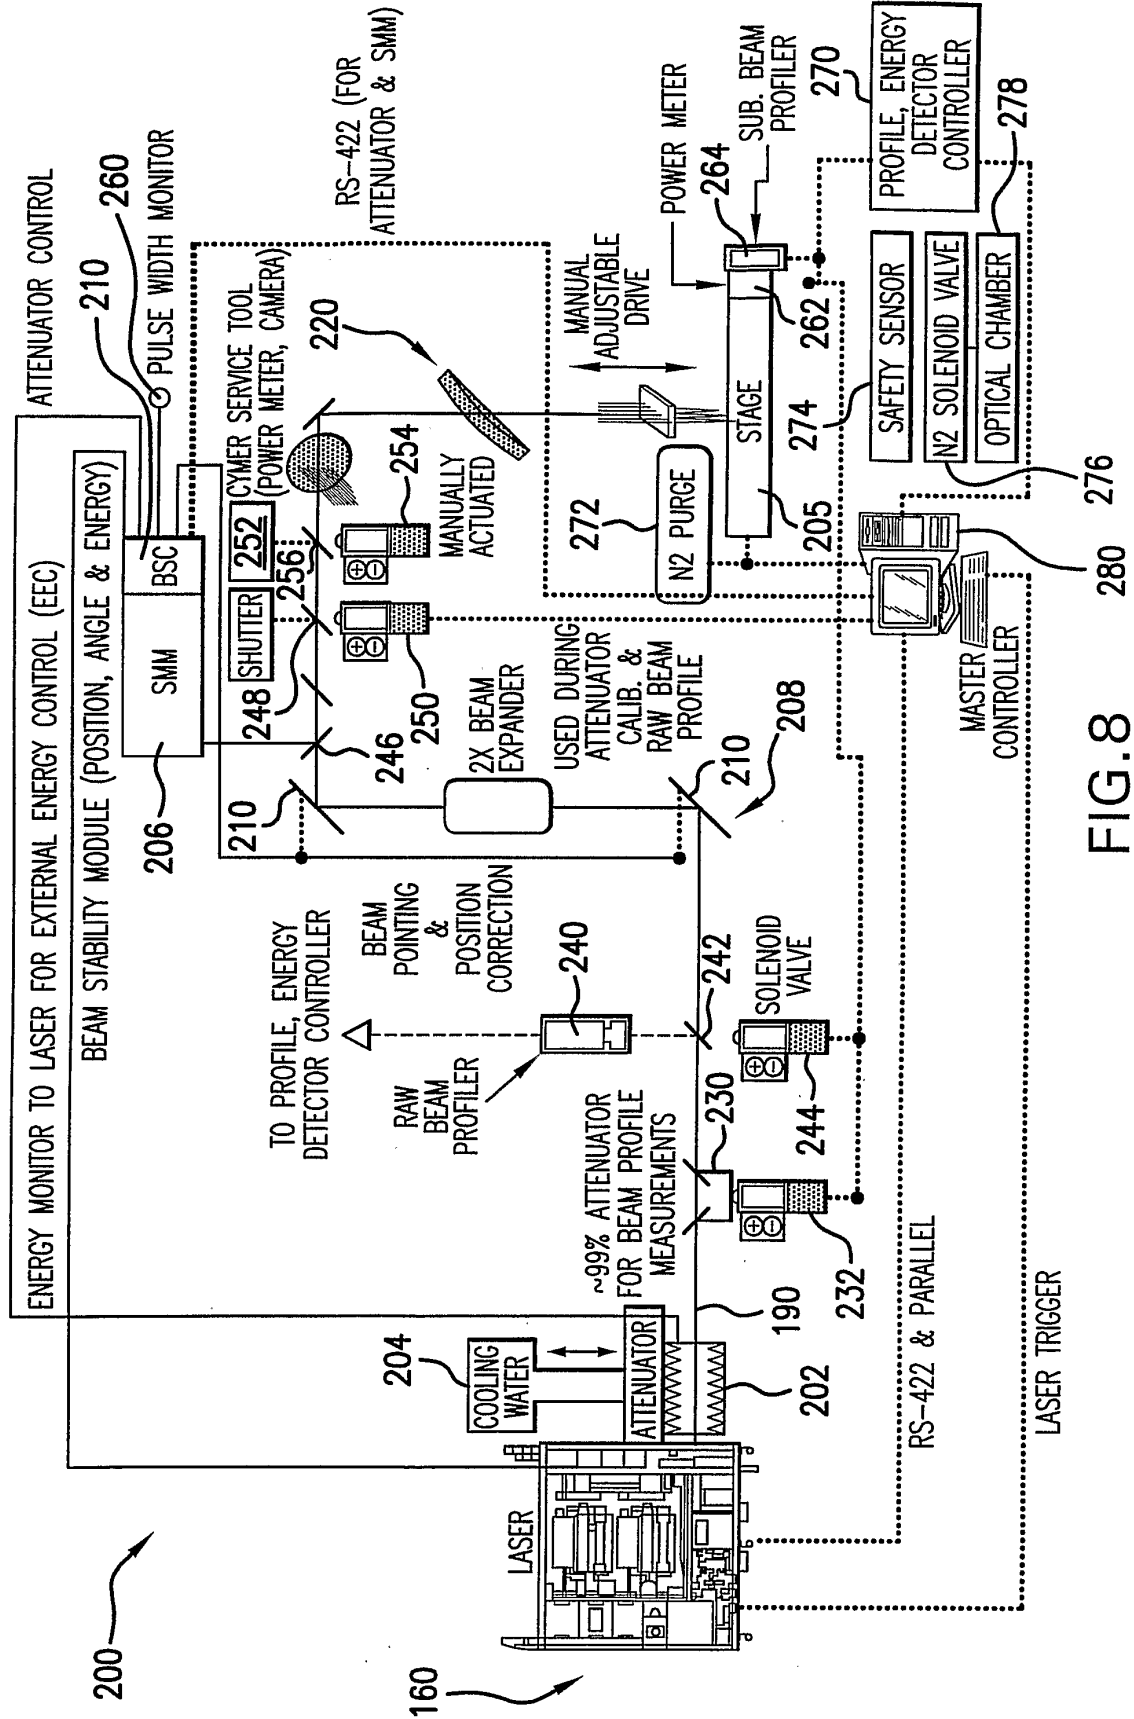 200
160
LASER
ENERGY MONITOR TO LASER FOR EXTERNAL ENERGY CONTROL (EEC)
BEAM STABILITY MODULE (POSITION, ANGLE & ENERGY)
ATTENUATOR CONTROL
210
260
PULSE WIDTH MONITOR
SMM
BSC
206
RS-422 (FOR
ATTENUATOR & SMM)
204
COOLING
WATER
ATTENUATOR
202
190
~99% ATTENUATOR
FOR BEAM PROFILE
MEASUREMENTS
230
232
TO PROFILE, ENERGY
DETECTOR CONTROLLER
RAW
BEAM
PROFILER
240
242
SOLENOID
VALVE
244
BEAM
POINTING
&
POSITION
CORRECTION
210
2X BEAM
EXPANDER
210
208
246
248
SHUTTER
252
256
CYMER SERVICE TOOL
(POWER METER, CAMERA)
250
254
MANUALLY
ACTUATED
USED DURING
ATTENUATOR
CALIB. &
RAW BEAM
PROFILE
220
MANUAL
ADJUSTABLE
DRIVE
POWER METER
SUB. BEAM
PROFILER
264
262
STAGE
205
272
N2 PURGE
270
PROFILE, ENERGY
DETECTOR
CONTROLLER
274
SAFETY SENSOR
N2 SOLENOID VALVE
OPTICAL CHAMBER
278
276
280
MASTER
CONTROLLER
RS-422 & PARALLEL
LASER TRIGGER
FIG.8